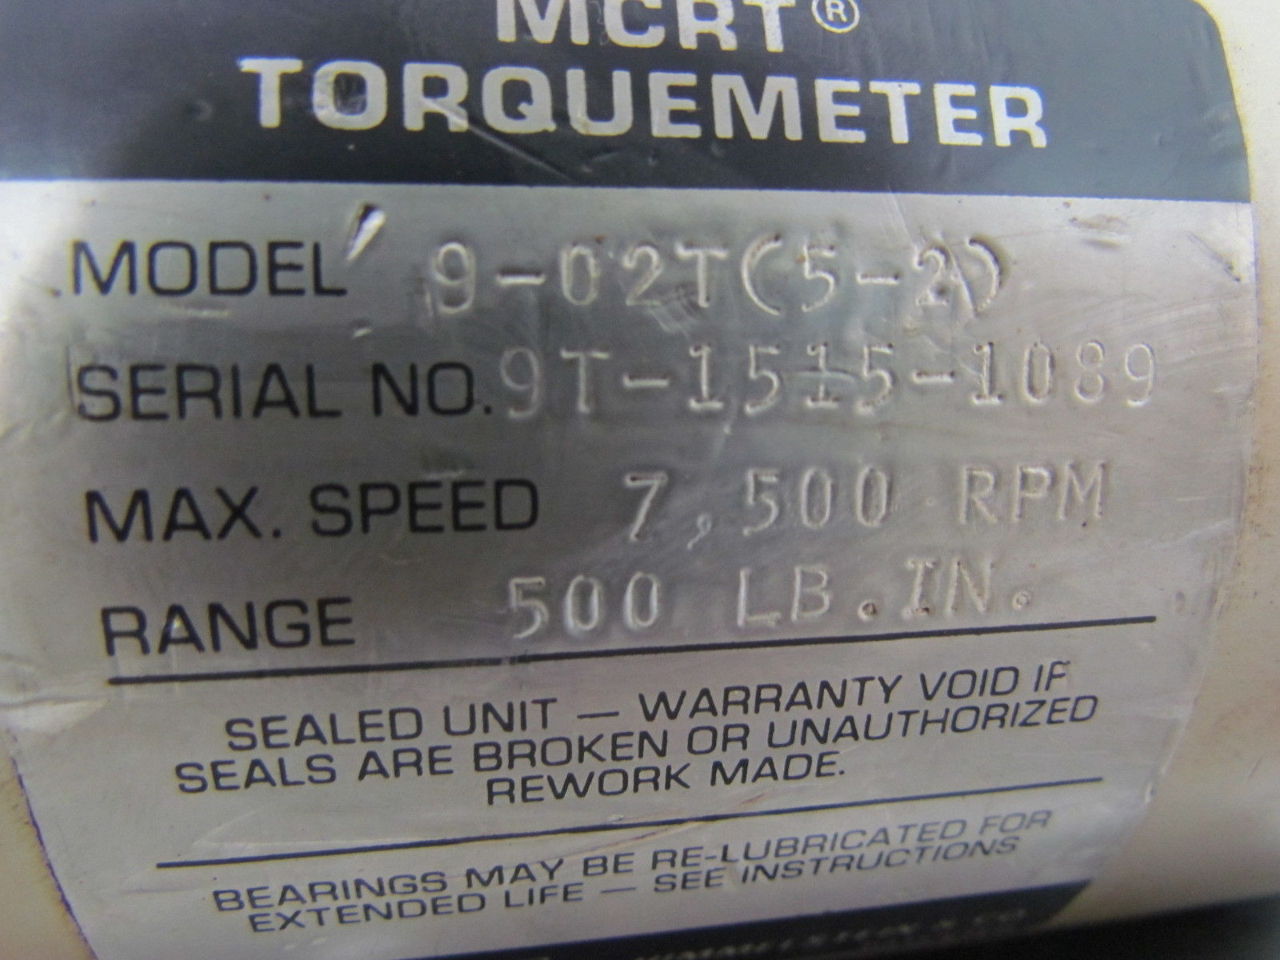 MCRT®
TORQUEMETER
MODEL 9-02T(5-2)
SERIAL NO. 9T-1515-1089
MAX. SPEED 7,500 RPM
RANGE 500 LB.IN.
SEALED UNIT — WARRANTY VOID IF
SEALS ARE BROKEN OR UNAUTHORIZED
REWORK MADE.
BEARINGS MAY BE RE-LUBRICATED FOR
EXTENDED LIFE — SEE INSTRUCTIONS